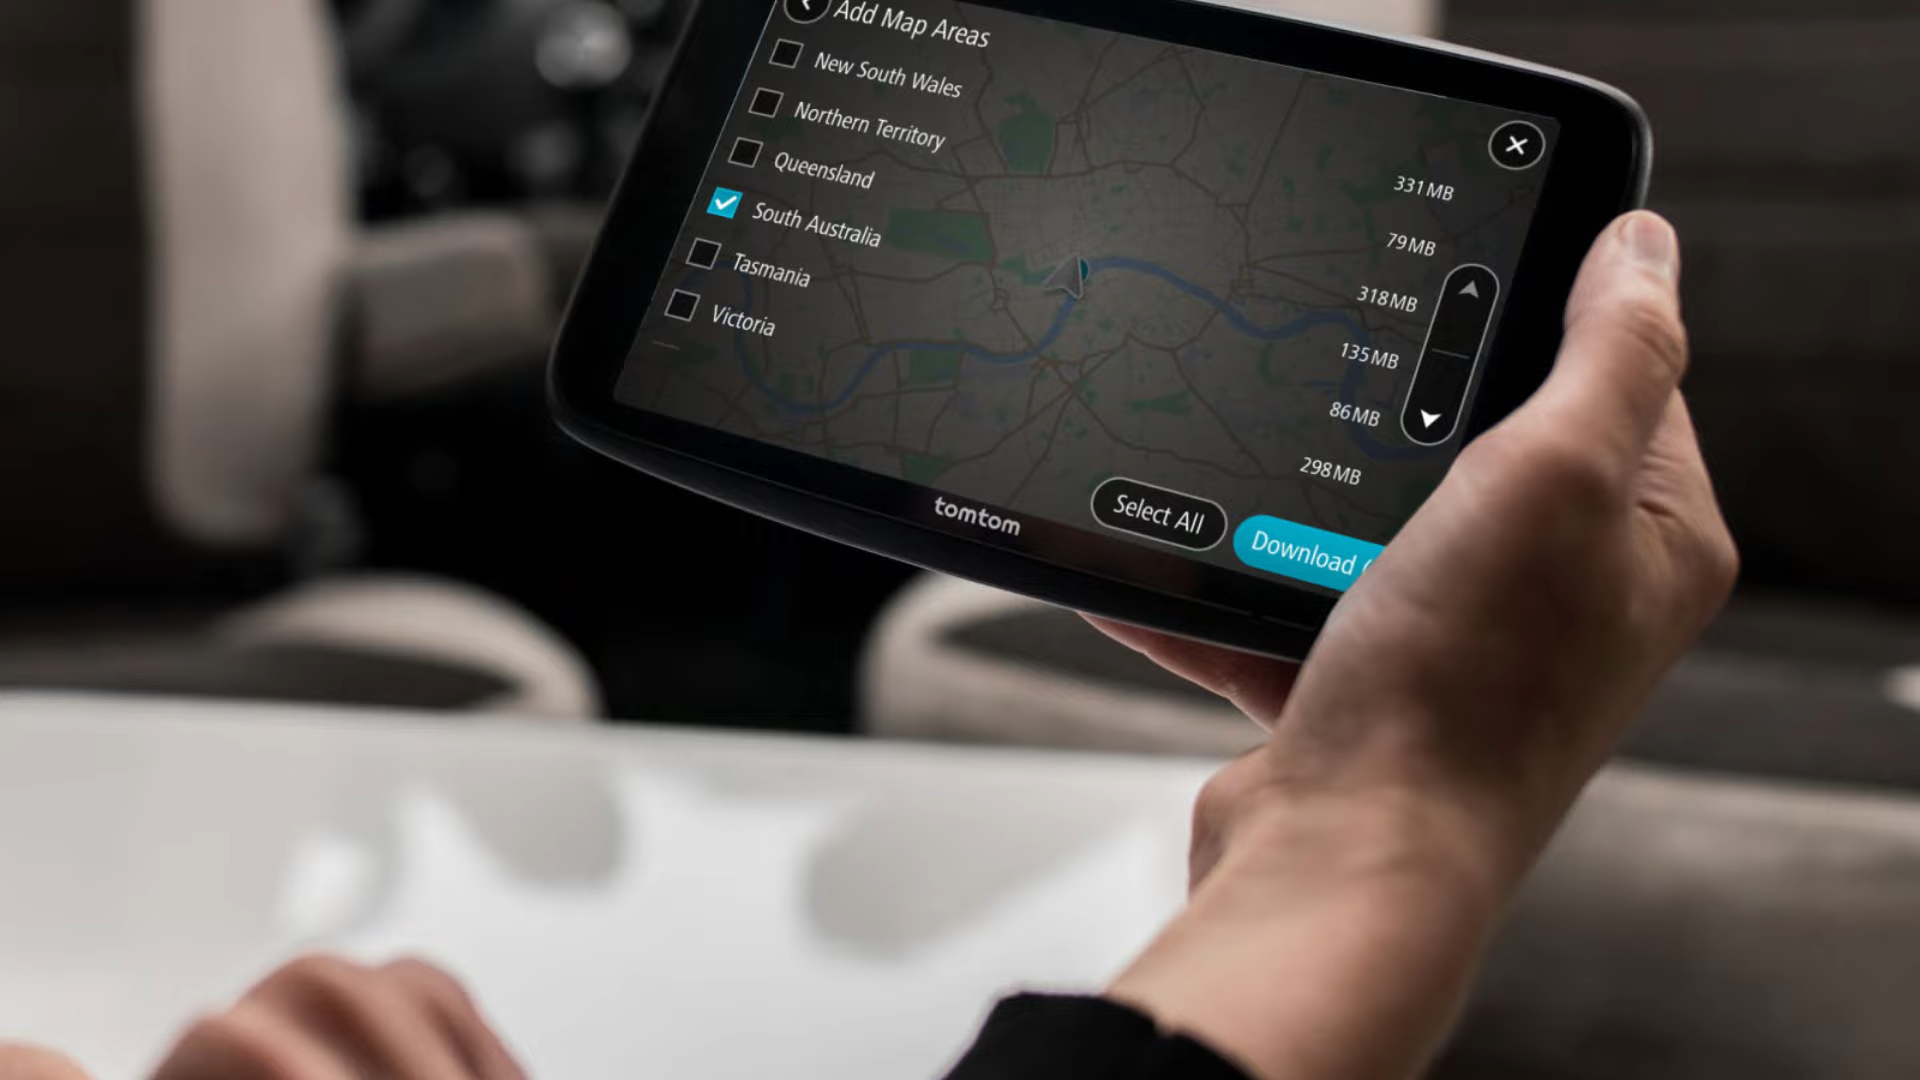 Add Map Areas
New South Wales 331 MB
Northern Territory 79 MB
Queensland 318 MB
South Australia 135 MB
Tasmania 86 MB
Victoria 298 MB
Select All
Download (
tomtom